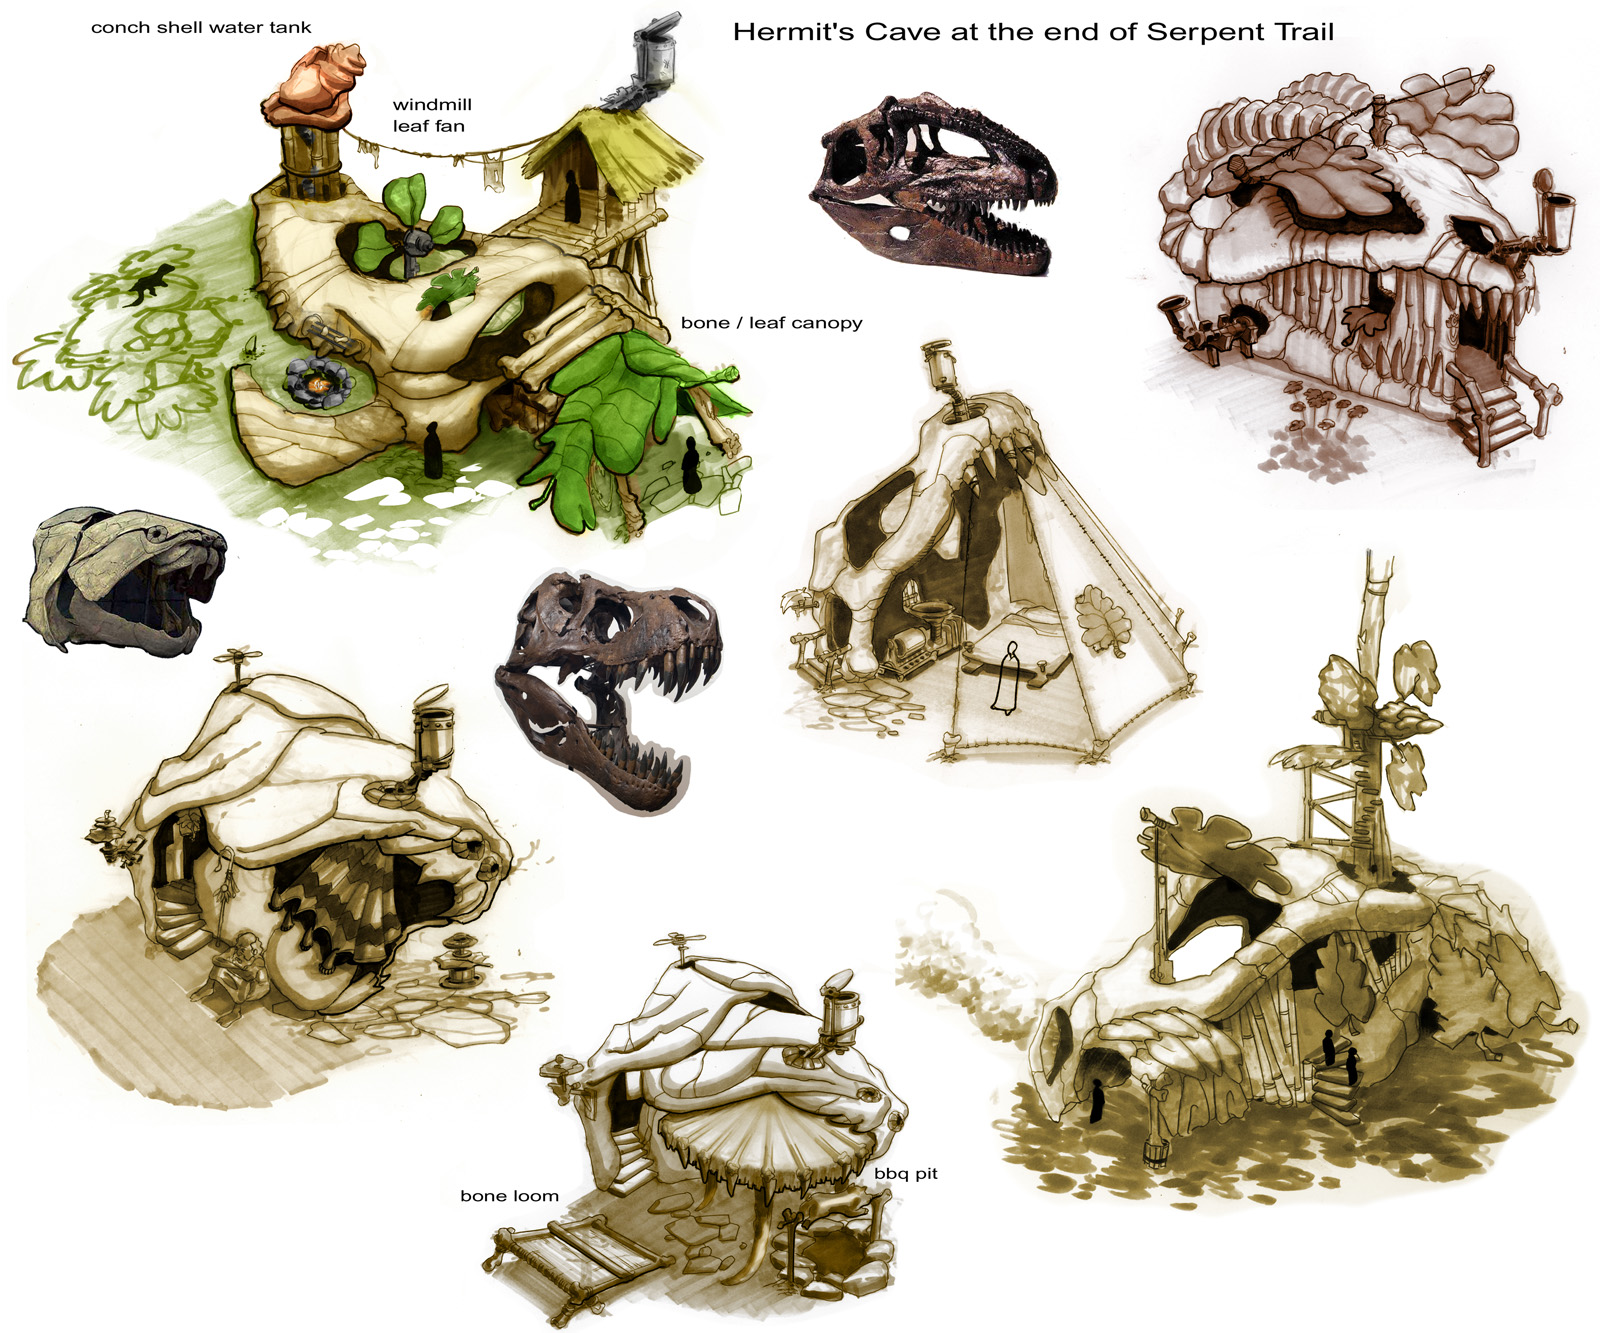 conch shell water tank
Hermit's Cave at the end of Serpent Trail
windmill
leaf fan
bone / leaf canopy
bbq pit
bone loom